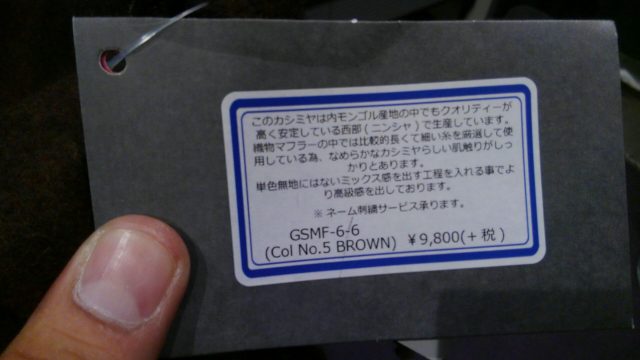 このカシミヤは内モンゴル産地の中でもクオリティーが
高く安定している西部(ニンシャ)で生産しています。
織物マフラーの中では比較的長くて細い糸を厳選して使
用している為、なめらかなカシミヤらしい肌触りがしっ
かりとあります。
単色無地にはないミックス感を出す工程を入れる事でよ
り高級感を出しております。
※ネーム刺繍サービス承ります。
GSMF-6-6
(Col No.5 BROWN) ¥9,800(+税)